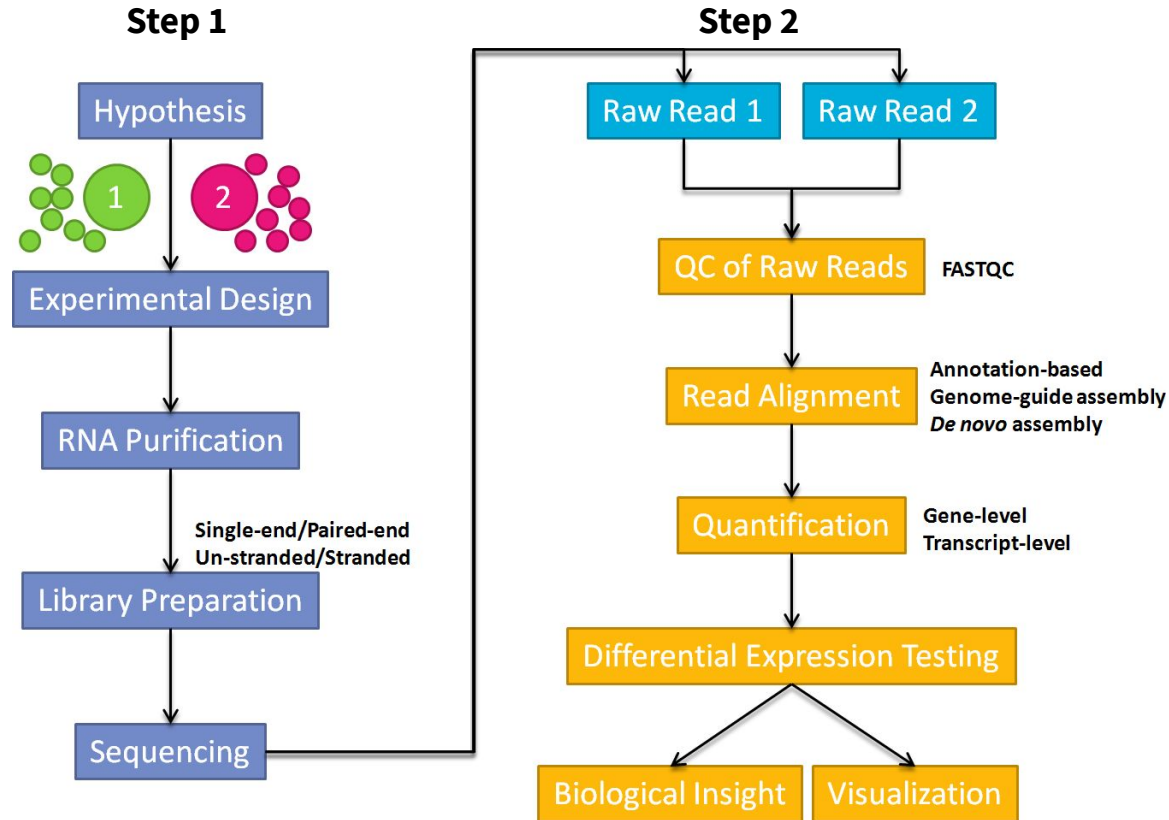 Step 1
Hypothesis
1
2
Experimental Design
RNA Purification
Single-end/Paired-end
Un-stranded/Stranded
Library Preparation
Sequencing
Step 2
Raw Read 1
Raw Read 2
QC of Raw Reads
FASTQC
Read Alignment
Annotation-based
Genome-guide assembly
De novo assembly
Quantification
Gene-level
Transcript-level
Differential Expression Testing
Biological Insight
Visualization